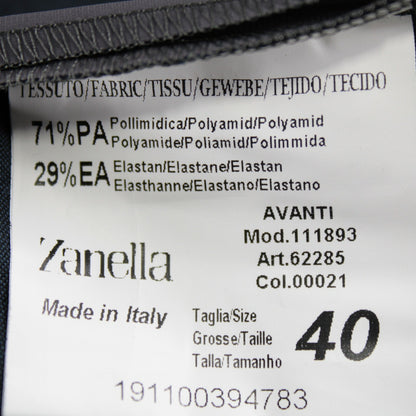 TESSUTO/FABRIC/TISSU/GEWEBE/TEJIDO/TECIDO
71%PA Pollimidica/Polyamid/Polyamid
Polyamide/Poliamid/Polimmida
29%EA Elastan/Elastane/Elastan
Elasthanne/Elastano/Elastano
AVANTI
Mod.111893
Art.62285
Col.00021
Zanella
Made in Italy
Taglia/Size
Grosse/Taille
Talla/Tamanho
40
191100394783